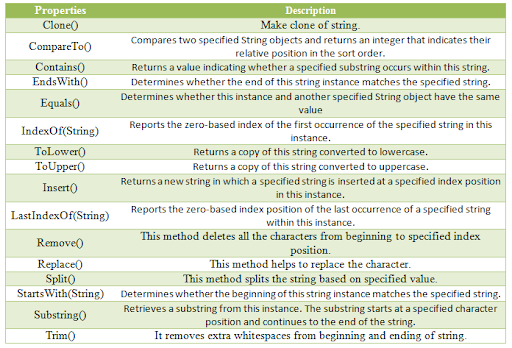 Properties Description
Clone() Make clone of string.
CompareTo() Compares two specified String objects and returns an integer that indicates their
relative position in the sort order.
Contains() Returns a value indicating whether a specified substring occurs within this string.
EndsWith() Determines whether the end of this string instance matches the specified string.
Equals() Determines whether this instance and another specified String object have the same
value
IndexOf(String) Reports the zero-based index of the first occurrence of the specified string in this
instance.
ToLower() Returns a copy of this string converted to lowercase.
ToUpper() Returns a copy of this string converted to uppercase.
Insert() Returns a new string in which a specified string is inserted at a specified index position
in this instance.
LastIndexOf(String) Reports the zero-based index position of the last occurrence of a specified string
within this instance.
Remove() This method deletes all the characters from beginning to specified index
position.
Replace() This method helps to replace the character.
Split() This method splits the string based on specified value.
StartsWith(String) Determines whether the beginning of this string instance matches the specified string.
Substring() Retrieves a substring from this instance. The substring starts at a specified character
position and continues to the end of the string.
Trim() It removes extra whitespaces from beginning and ending of string.